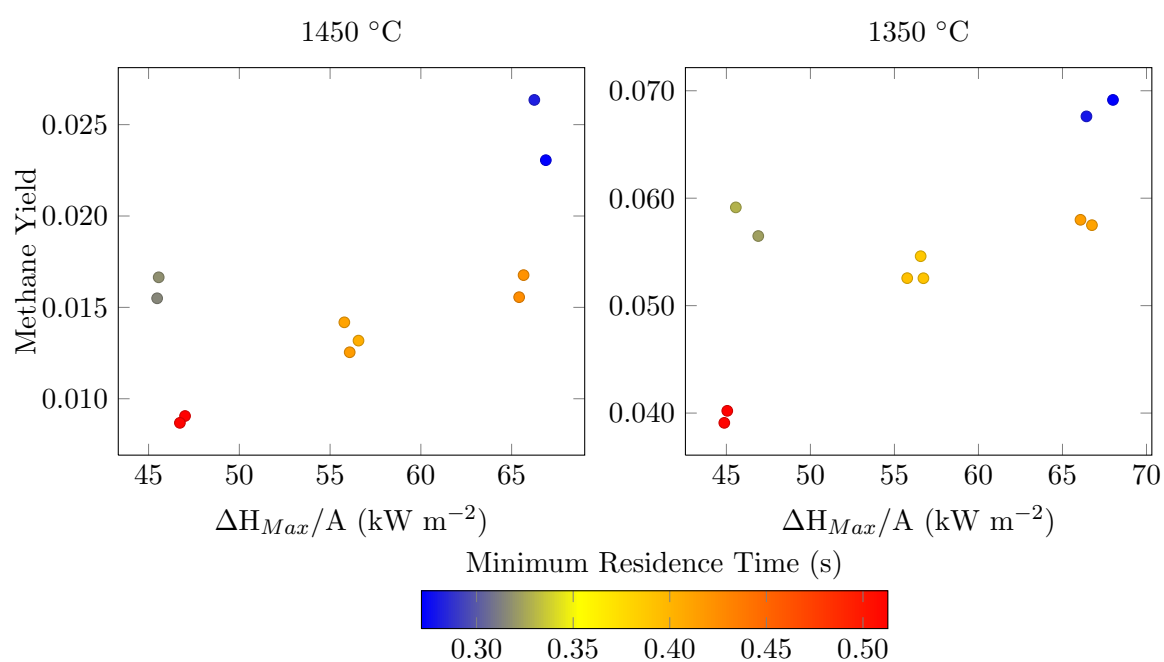 1450 °C
1350 °C
Methane Yield
0.025
0.020
0.015
0.010
45 50 55 60 65
ΔH_Max/A (kW m⁻²)
0.070
0.060
0.050
0.040
45 50 55 60 65 70
ΔH_Max/A (kW m⁻²)
Minimum Residence Time (s)
0.30 0.35 0.40 0.45 0.50